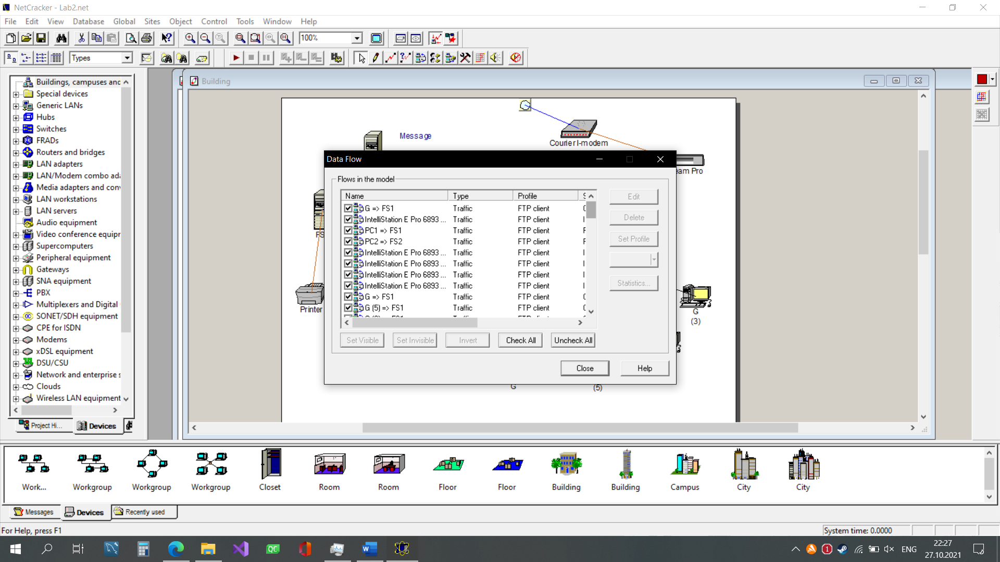 NetCracker - Lab2.net
File Edit View Database Global Sites Object Control Tools Window Help
100%
Types
Buildings, campuses and
Special devices
Generic LANs
Hubs
Switches
FRADs
Routers and bridges
LAN adapters
LAN/Modem combo ada
Media adapters and conv
LAN workstations
LAN servers
Audio equipment
Video conference equipr
Supercomputers
Peripheral equipment
Gateways
SNA equipment
PBX
Multiplexers and Digital
SONET/SDH equipment
CPE for ISDN
Modems
xDSL equipment
DSU/CSU
Network and enterprise s
Clouds
Wireless LAN equipment
Project Hi... Devices
Building
Message
Courier I-modem
eam Pro
FS
Printer
G
(3)
G
(5)
Data Flow
Flows in the model
Name Type Profile S
G => FS1 Traffic FTP client
IntelliStation E Pro 6893 ... Traffic FTP client I
PC1 => FS1 Traffic FTP client
PC2 => FS2 Traffic FTP client
IntelliStation E Pro 6893 ... Traffic FTP client I
IntelliStation E Pro 6893 ... Traffic FTP client I
IntelliStation E Pro 6893 ... Traffic FTP client I
IntelliStation E Pro 6893 ... Traffic FTP client I
G => FS1 Traffic FTP client
G (5) => FS1 Traffic FTP client
Edit
Delete
Set Profile
Statistics...
Set Visible Set Invisible Invert Check All Uncheck All
Close Help
Work... Workgroup Workgroup Workgroup Closet Room Room Floor Floor Building Building Campus City City
Messages Devices Recently used
For Help, press F1
System time: 0.0000
QC
W
1
ENG
22:27
27.10.2021